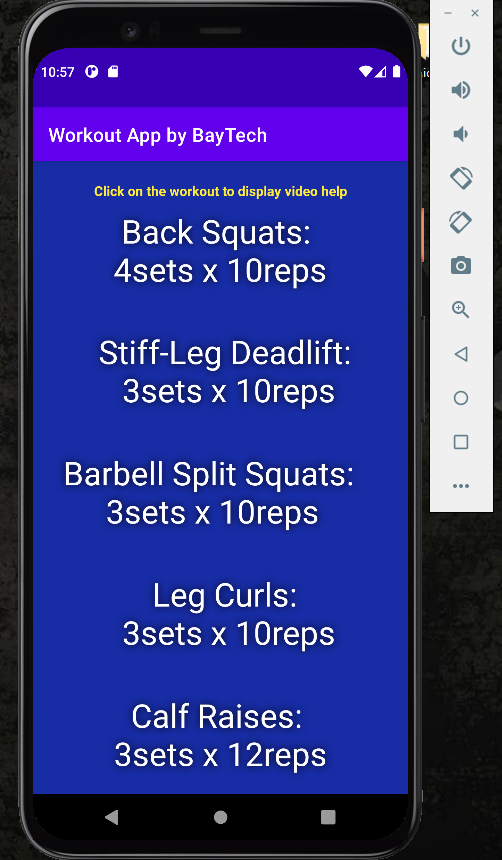 10:57
Workout App by BayTech
Click on the workout to display video help
Back Squats:
4sets x 10reps
Stiff-Leg Deadlift:
3sets x 10reps
Barbell Split Squats:
3sets x 10reps
Leg Curls:
3sets x 10reps
Calf Raises:
3sets x 12reps